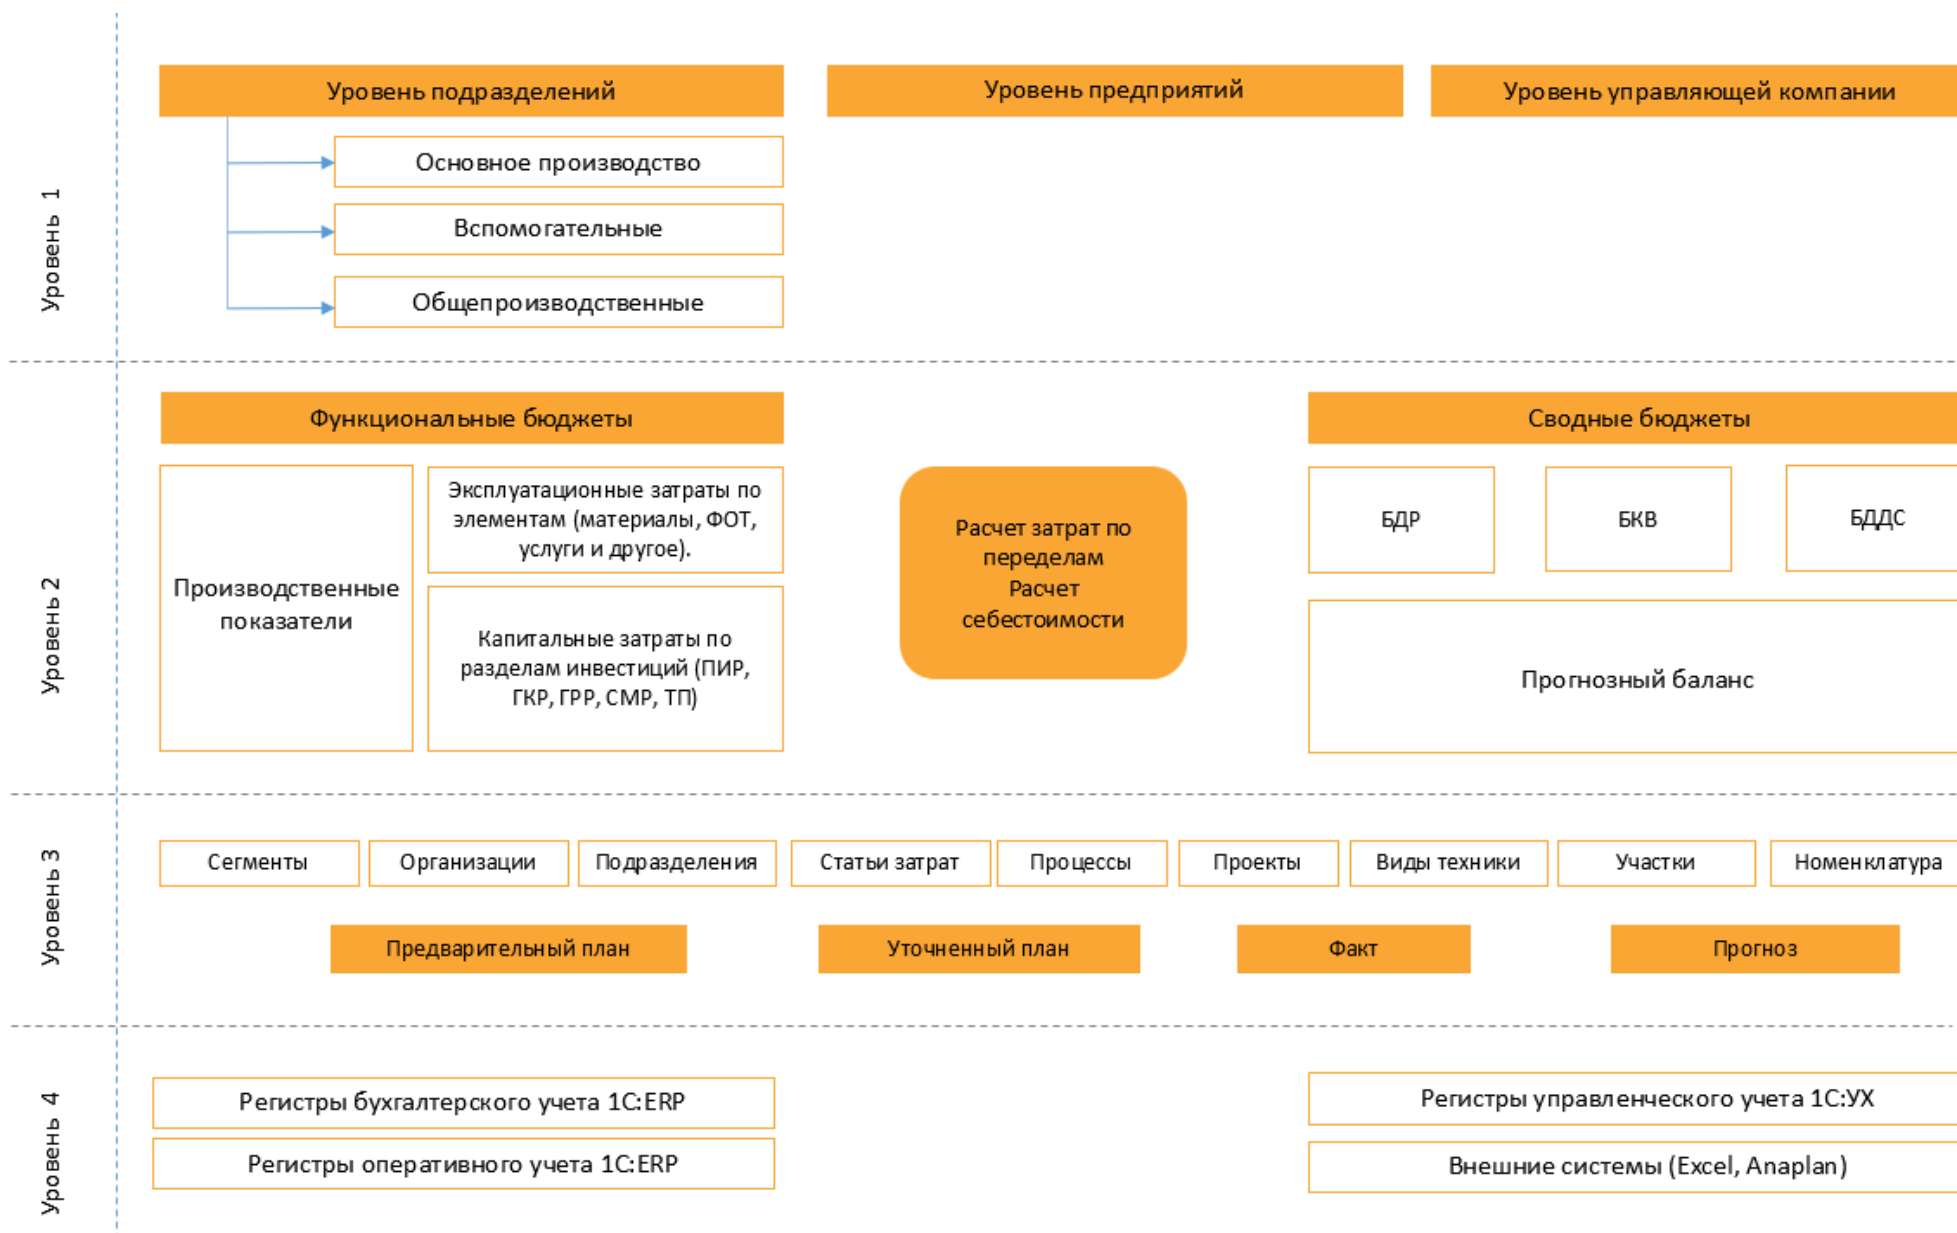 Уровень 1
Уровень подразделений
Уровень предприятий
Уровень управляющей компании
Основное производство
Вспомогательные
Общепроизводственные
Уровень 2
Функциональные бюджеты
Сводные бюджеты
Производственные
показатели
Эксплуатационные затраты по
элементам (материалы, ФОТ,
услуги и другое).
Капитальные затраты по
разделам инвестиций (ПИР,
ГКР, ГРР, СМР, ТП)
Расчет затрат по
переделам
Расчет
себестоимости
БДР
БКВ
БДДС
Прогнозный баланс
Уровень 3
Сегменты
Организации
Подразделения
Статьи затрат
Процессы
Проекты
Виды техники
Участки
Номенклатура
Предварительный план
Уточненный план
Факт
Прогноз
Уровень 4
Регистры бухгалтерского учета 1С:ERP
Регистры оперативного учета 1С:ERP
Регистры управленческого учета 1С:УХ
Внешние системы (Excel, Anaplan)